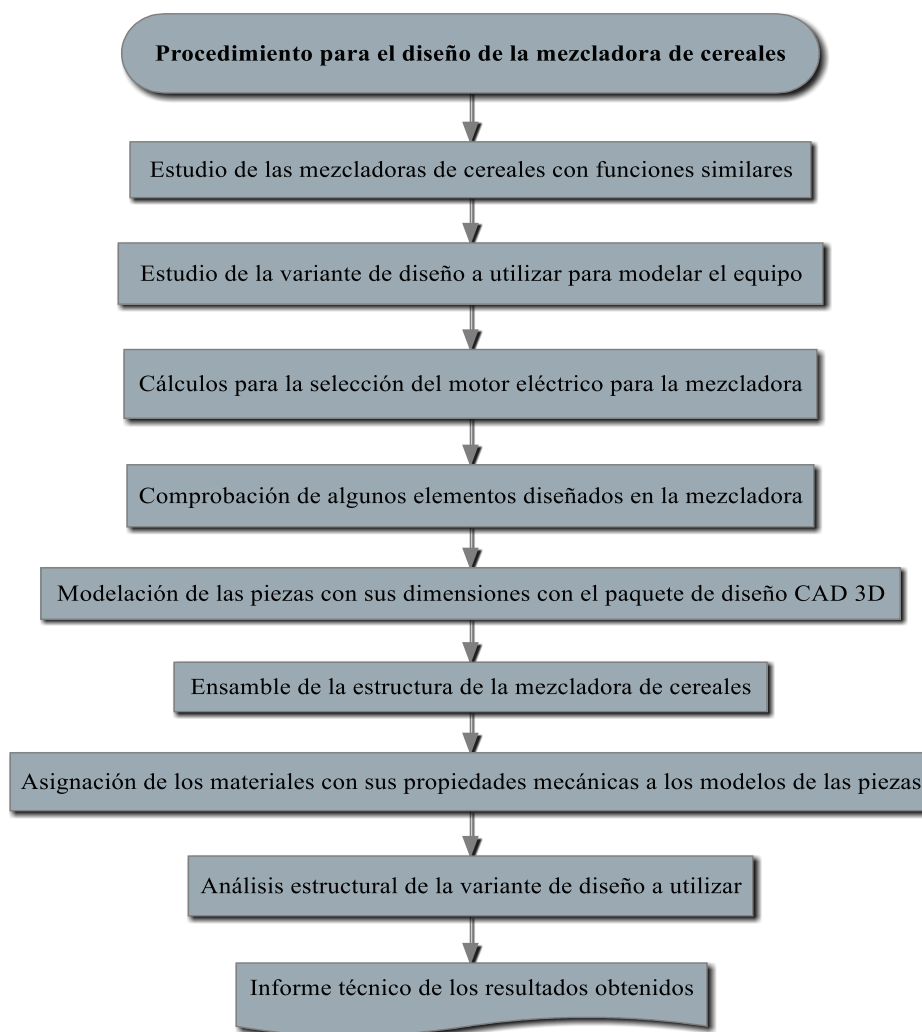 Procedimiento para el diseño de la mezcladora de cereales
Estudio de las mezcladoras de cereales con funciones similares
Estudio de la variante de diseño a utilizar para modelar el equipo
Cálculos para la selección del motor eléctrico para la mezcladora
Comprobación de algunos elementos diseñados en la mezcladora
Modelación de las piezas con sus dimensiones con el paquete de diseño CAD 3D
Ensamble de la estructura de la mezcladora de cereales
Asignación de los materiales con sus propiedades mecánicas a los modelos de las piezas
Análisis estructural de la variante de diseño a utilizar
Informe técnico de los resultados obtenidos